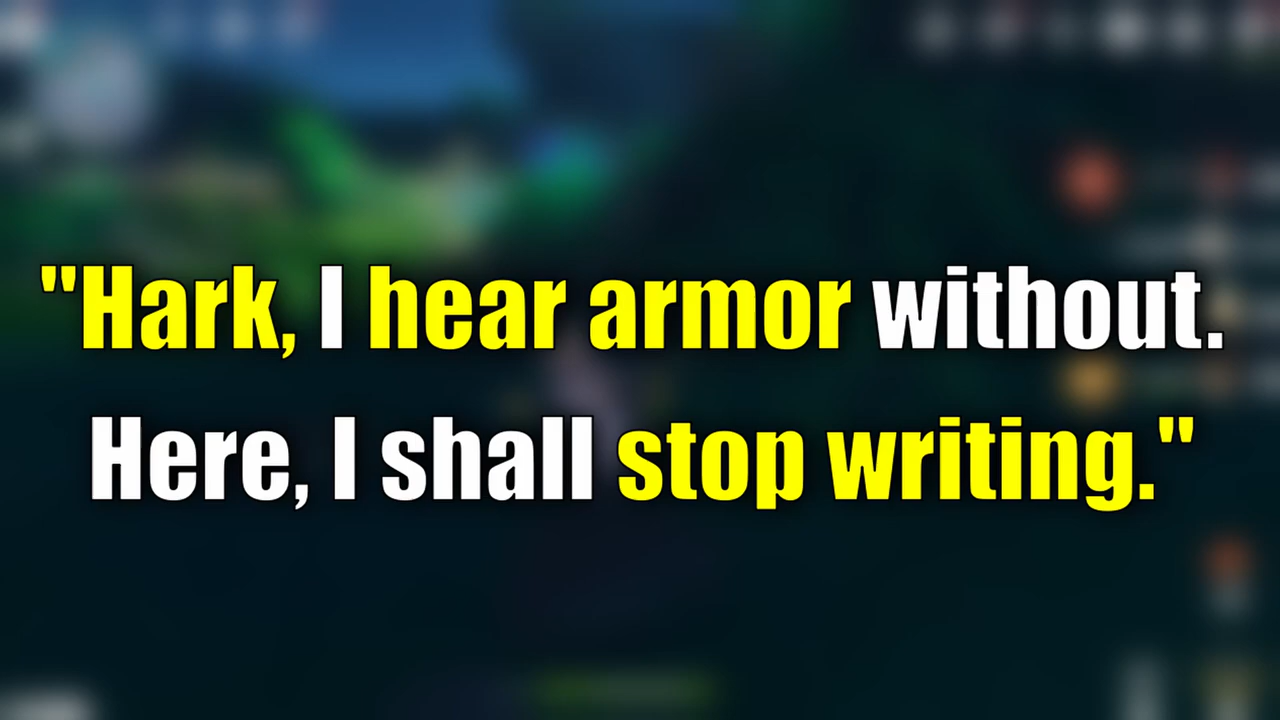 "Hark, I hear armor without.
Here, I shall stop writing."